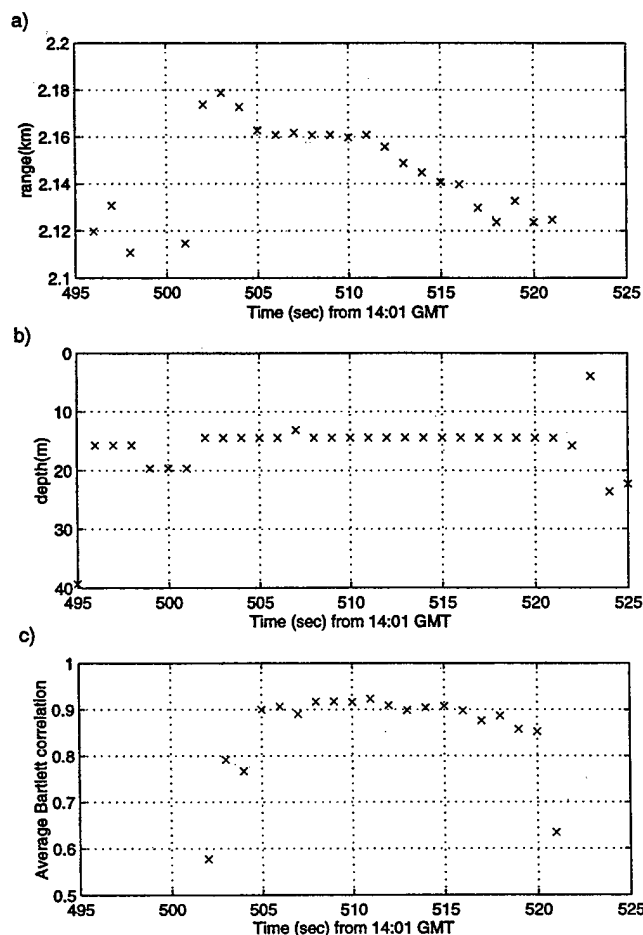 a)
2.2
2.18
2.16
2.14
2.12
2.1
range(km)
495 500 505 510 515 520 525
Time (sec) from 14:01 GMT
b)
0
10
20
30
40
depth(m)
495 500 505 510 515 520 525
Time (sec) from 14:01 GMT
c)
1
0.9
0.8
0.7
0.6
0.5
Average Bartlett correlation
495 500 505 510 515 520 525
Time (sec) from 14:01 GMT